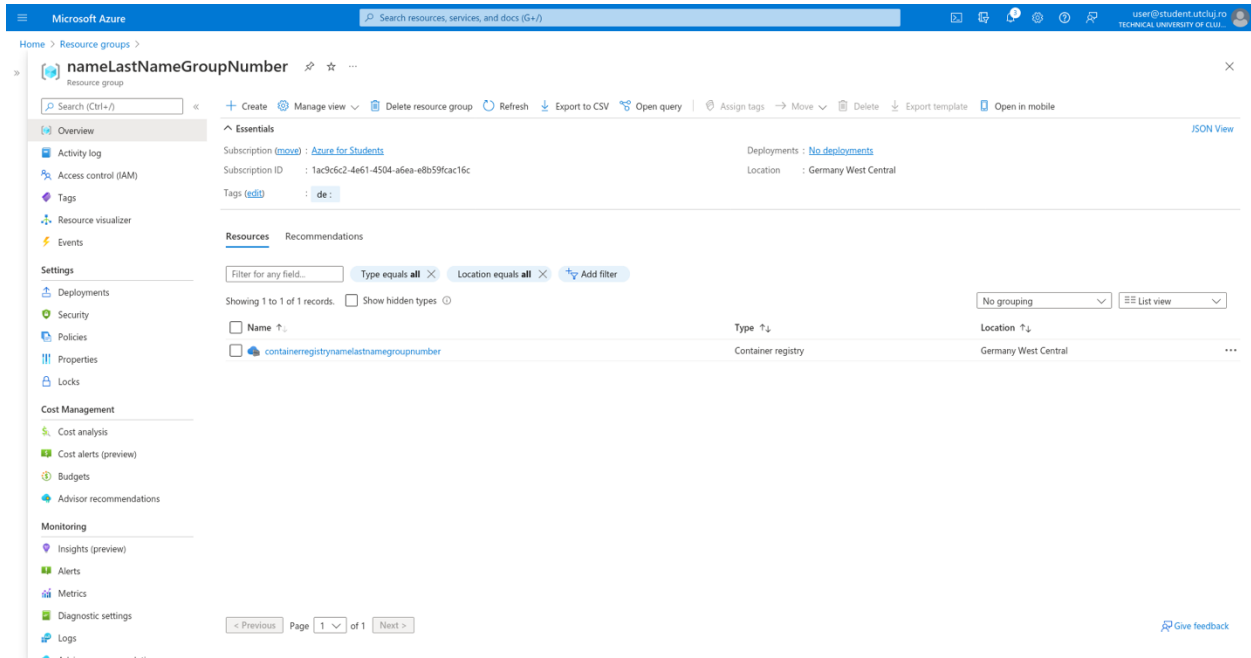 Microsoft Azure
Search resources, services, and docs (G+/)
3
user@student.utcluj.ro
TECHNICAL UNIVERSITY OF CLUJ...
Home > Resource groups >
nameLastNameGroupNumber
Resource group
Search (Ctrl+/)
Create Manage view Delete resource group Refresh Export to CSV Open query Assign tags Move Delete Export template Open in mobile
Overview
Activity log
Access control (IAM)
Tags
Resource visualizer
Events
Settings
Deployments
Security
Policies
Properties
Locks
Cost Management
Cost analysis
Cost alerts (preview)
Budgets
Advisor recommendations
Monitoring
Insights (preview)
Alerts
Metrics
Diagnostic settings
Logs
Essentials
JSON View
Subscription (move) : Azure for Students
Deployments : No deployments
Subscription ID : 1ac9c6c2-4e61-4504-a6ea-e8b59fcac16c
Location : Germany West Central
Tags (edit) : de :
Resources Recommendations
Filter for any field... Type equals all Location equals all Add filter
Showing 1 to 1 of 1 records. Show hidden types
No grouping List view
Name Type Location
containerregistrynamelastnamegroupnumber Container registry Germany West Central
< Previous Page 1 of 1 Next >
Give feedback